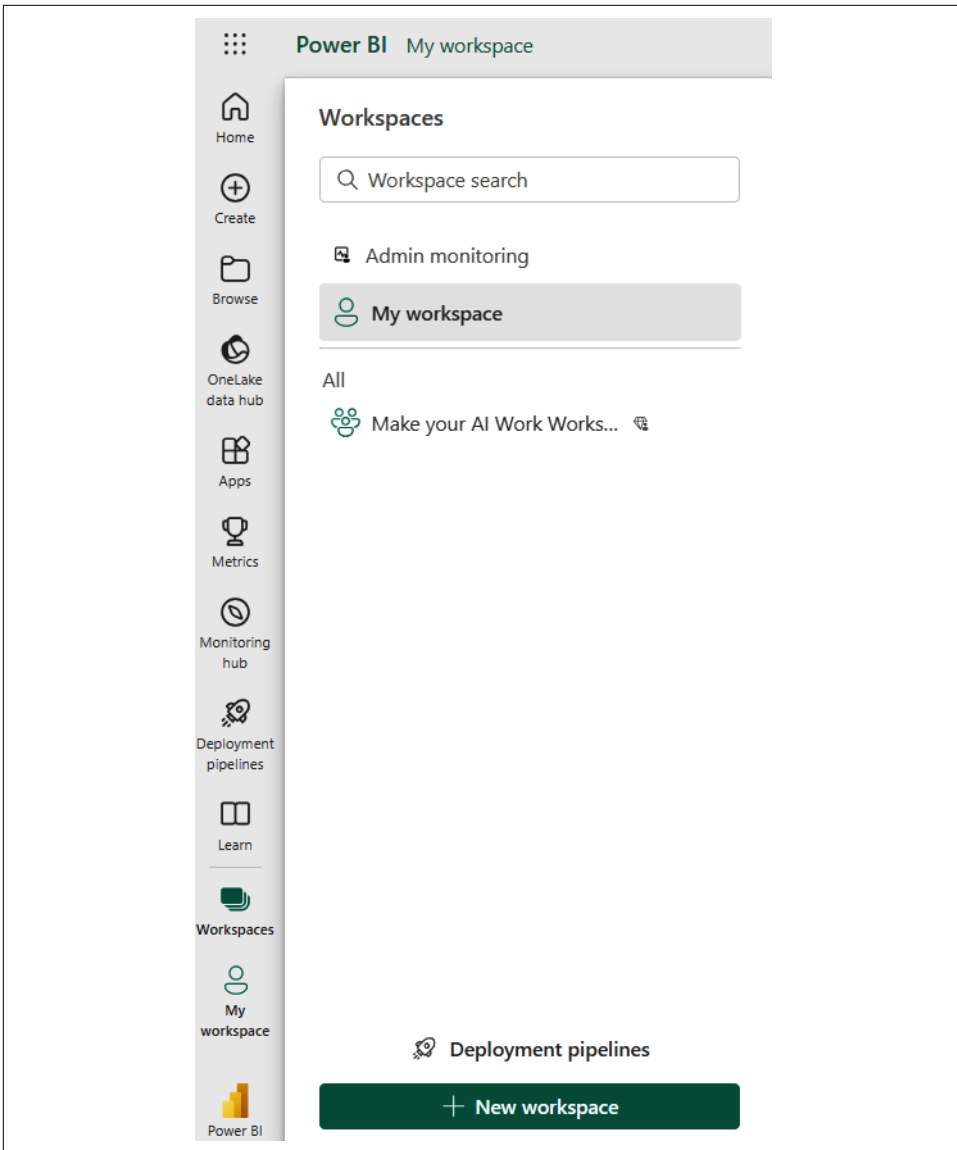 Power BI My workspace
Home
Create
Browse
OneLake
data hub
Apps
Metrics
Monitoring
hub
Deployment
pipelines
Learn
Workspaces
My
workspace
Power BI
Workspaces
Workspace search
Admin monitoring
My workspace
All
Make your AI Work Works...
Deployment pipelines
New workspace